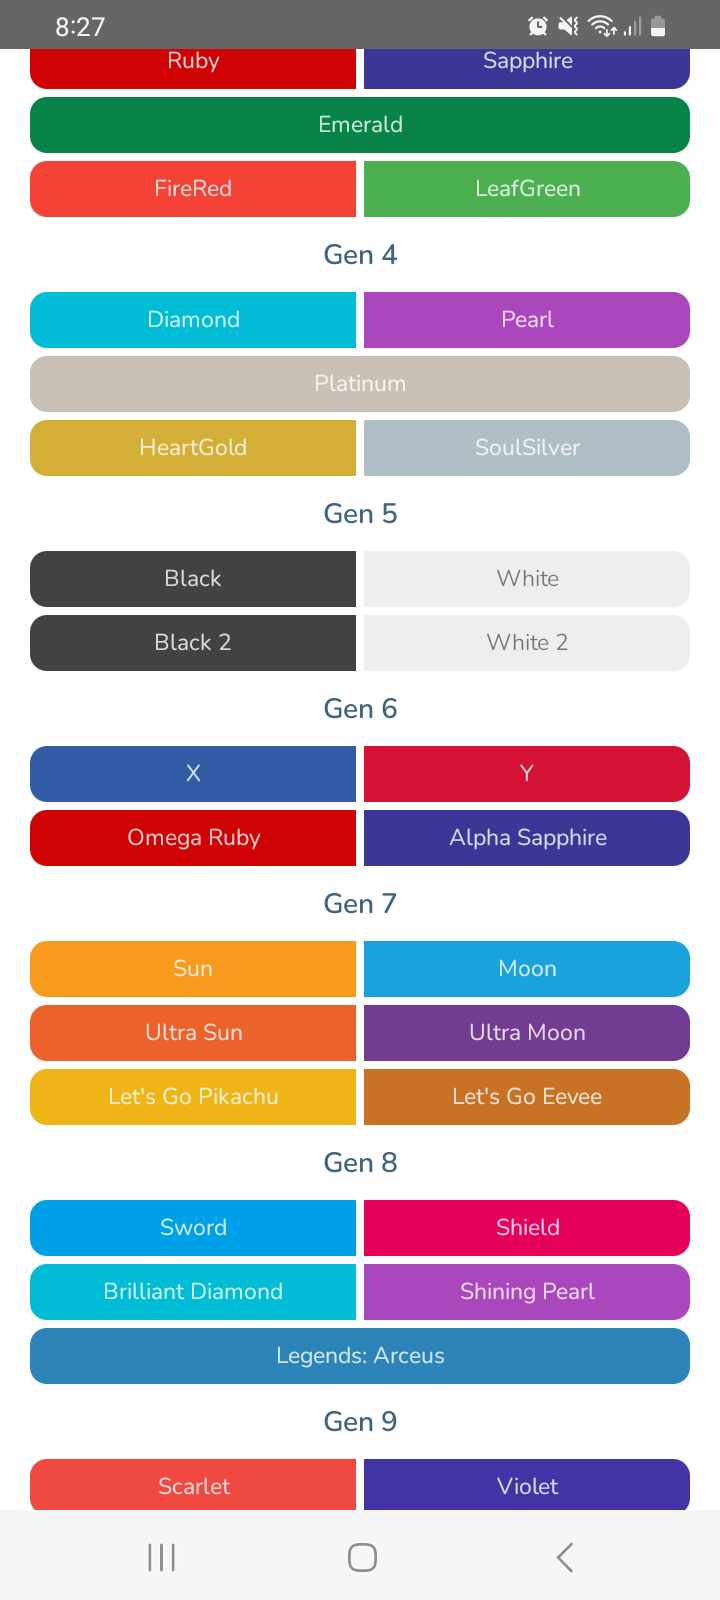 8:27
Ruby Sapphire
Emerald
FireRed LeafGreen
Gen 4
Diamond Pearl
Platinum
HeartGold SoulSilver
Gen 5
Black White
Black 2 White 2
Gen 6
X Y
Omega Ruby Alpha Sapphire
Gen 7
Sun Moon
Ultra Sun Ultra Moon
Let's Go Pikachu Let's Go Eevee
Gen 8
Sword Shield
Brilliant Diamond Shining Pearl
Legends: Arceus
Gen 9
Scarlet Violet